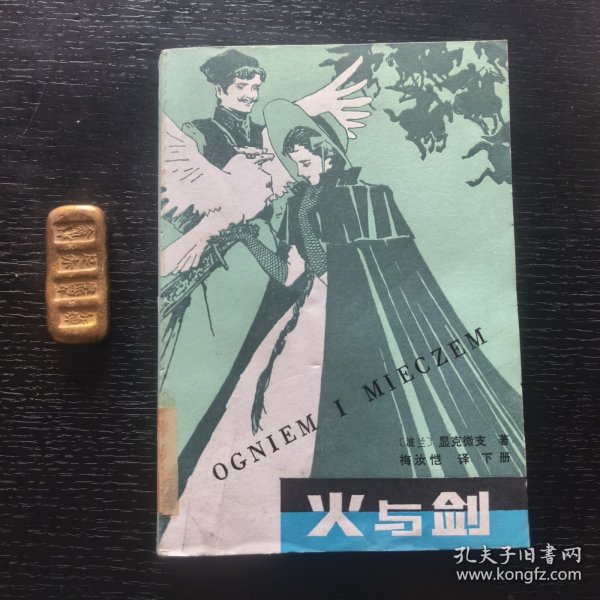 OGNIEM I MIECZEM
〔波兰〕显克微支 著
梅汝恺 译 下册
火与剑
孔夫子旧书网
www.kongfz.com